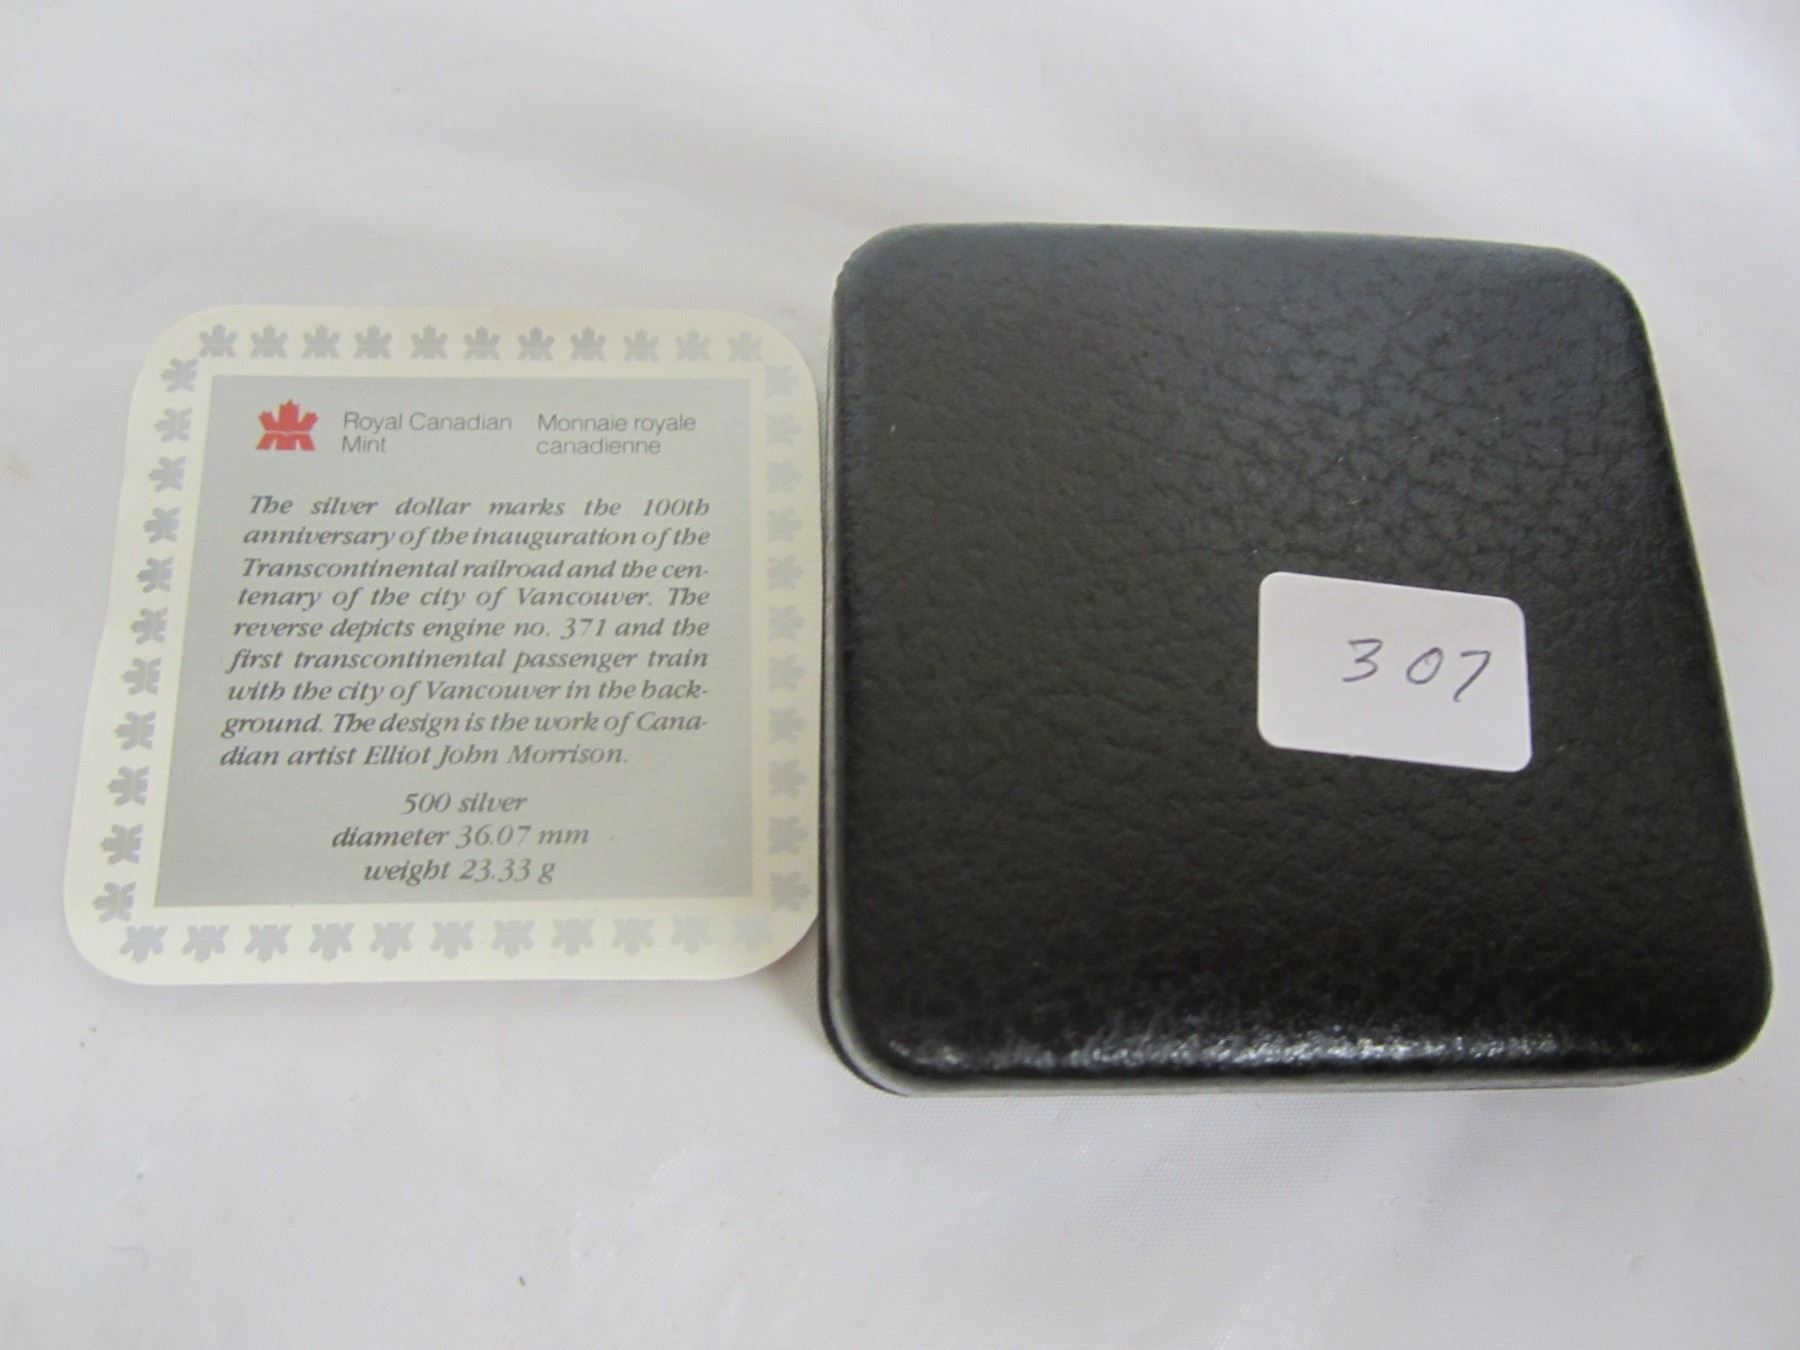 Royal Canadian Mint
Monnaie royale canadienne
The silver dollar marks the 100th
anniversary of the inauguration of the
Transcontinental railroad and the cen-
tenary of the city of Vancouver. The
reverse depicts engine no. 371 and the
first transcontinental passenger train
with the city of Vancouver in the back-
ground. The design is the work of Cana-
dian artist Elliot John Morrison.
500 silver
diameter 36.07 mm
weight 23.33 g
307